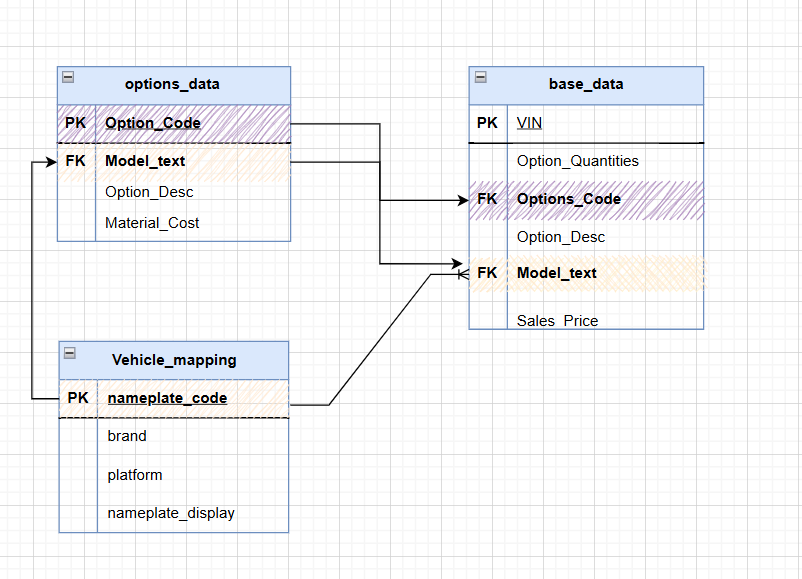 options_data
PK Option_Code
FK Model_text
Option_Desc
Material_Cost
base_data
PK VIN
Option_Quantities
FK Options_Code
Option_Desc
FK Model_text
Sales_Price
Vehicle_mapping
PK nameplate_code
brand
platform
nameplate_display